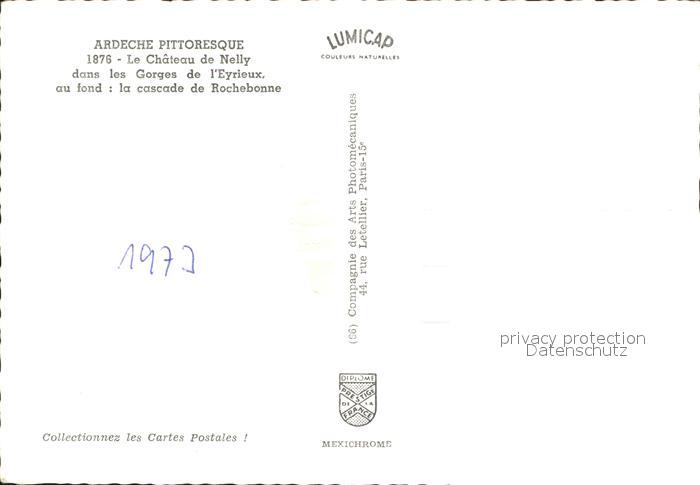 ARDECHE PITTORESQUE
1876 - Le Château de Nelly
dans les Gorges de l'Eyrieux,
au fond : la cascade de Rochebonne
1973
Collectionnez les Cartes Postales !
LUMICAP
COULEURS NATURELLES
(S6) Compagnie des Arts Photomécaniques
44, rue Letellier, Paris-15e
DIPLOME
PRESTIGE
DE LA
FRANCE
MEXICHROME
privacy protection
Datenschutz